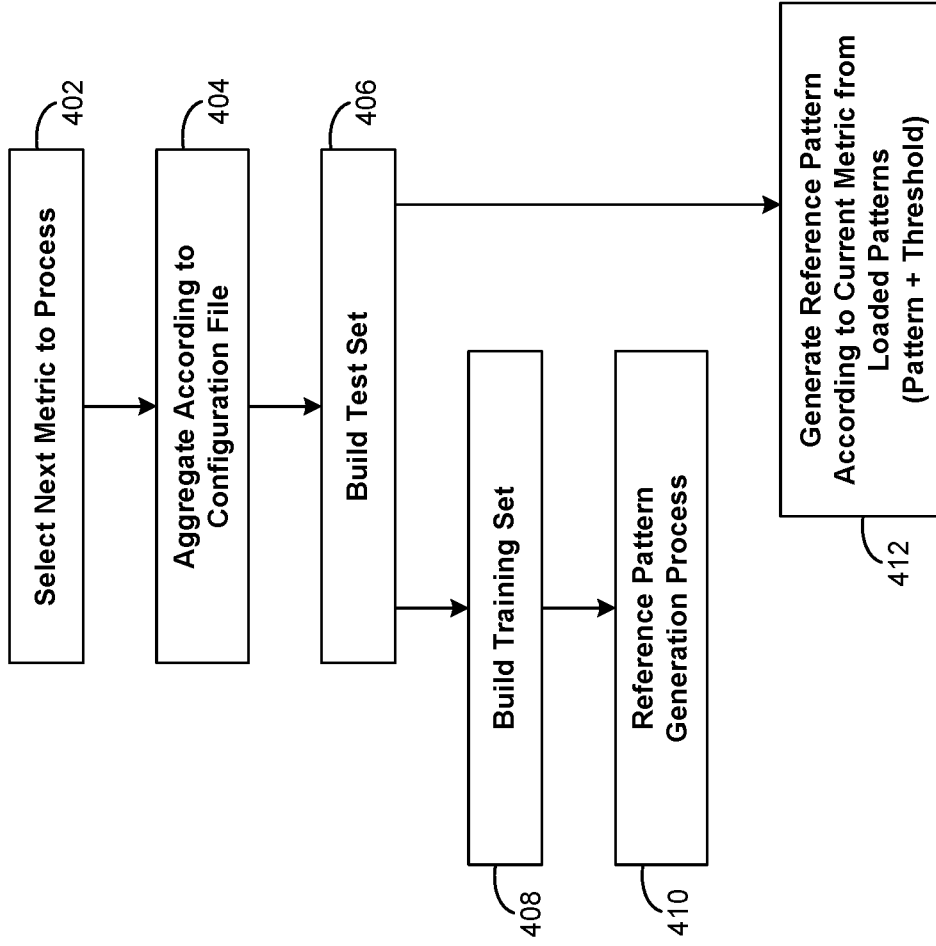 402
Select Next Metric to Process
404
Aggregate According to
Configuration File
406
Build Test Set
408
Build Training Set
410
Reference Pattern
Generation Process
412
Generate Reference Pattern
According to Current Metric from
Loaded Patterns
(Pattern + Threshold)